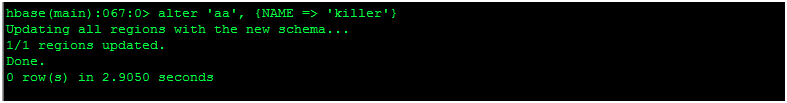 hbase(main):067:0> alter 'aa', {NAME => 'killer'}
Updating all regions with the new schema...
1/1 regions updated.
Done.
0 row(s) in 2.9050 seconds